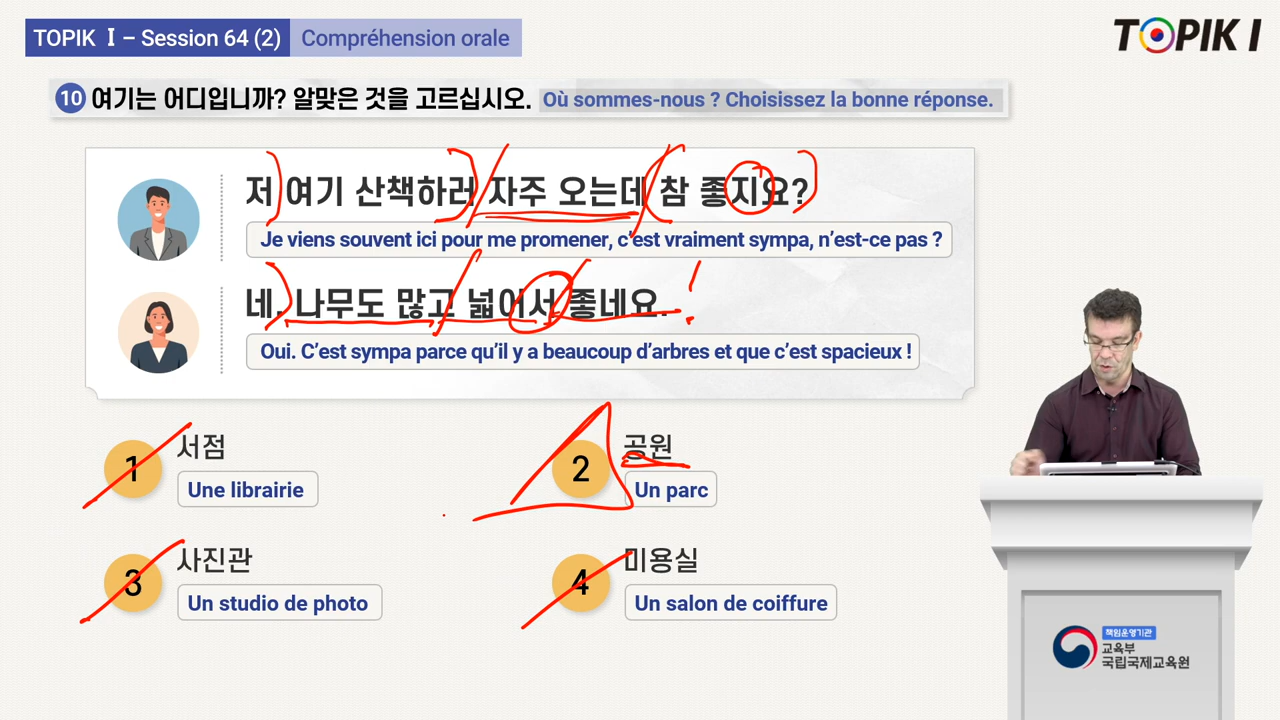 TOPIK Ⅰ – Session 64 (2) Compréhension orale
TOPIK I
10 여기는 어디입니까? 알맞은 것을 고르십시오. Où sommes-nous ? Choisissez la bonne réponse.
저 여기 산책하러 자주 오는데 참 좋지요?
Je viens souvent ici pour me promener, c'est vraiment sympa, n'est-ce pas ?
네. 나무도 많고 넓어서 좋네요.
Oui. C'est sympa parce qu'il y a beaucoup d'arbres et que c'est spacieux !
1 서점
Une librairie
2 공원
Un parc
3 사진관
Un studio de photo
4 미용실
Un salon de coiffure
책임운영기관
교육부
국립국제교육원